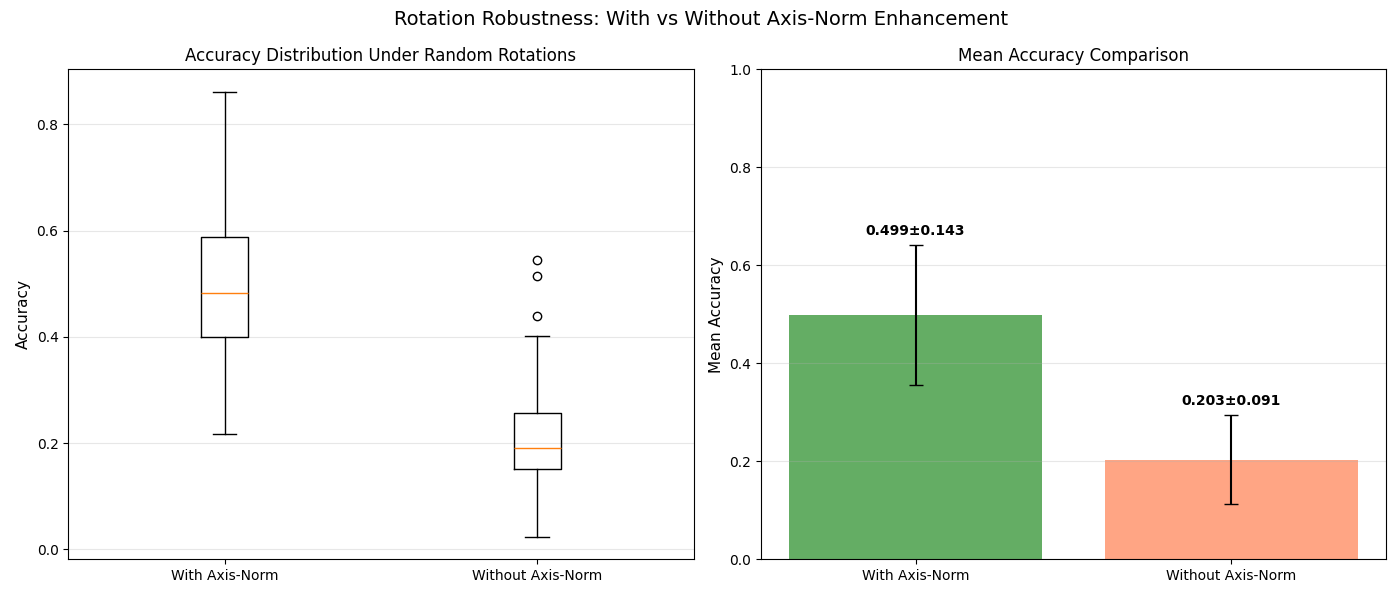 Rotation Robustness: With vs Without Axis-Norm Enhancement
Accuracy Distribution Under Random Rotations
Accuracy
0.8
0.6
0.4
0.2
0.0
With Axis-Norm
Without Axis-Norm
Mean Accuracy Comparison
Mean Accuracy
1.0
0.8
0.6
0.4
0.2
0.0
0.499±0.143
0.203±0.091
With Axis-Norm
Without Axis-Norm